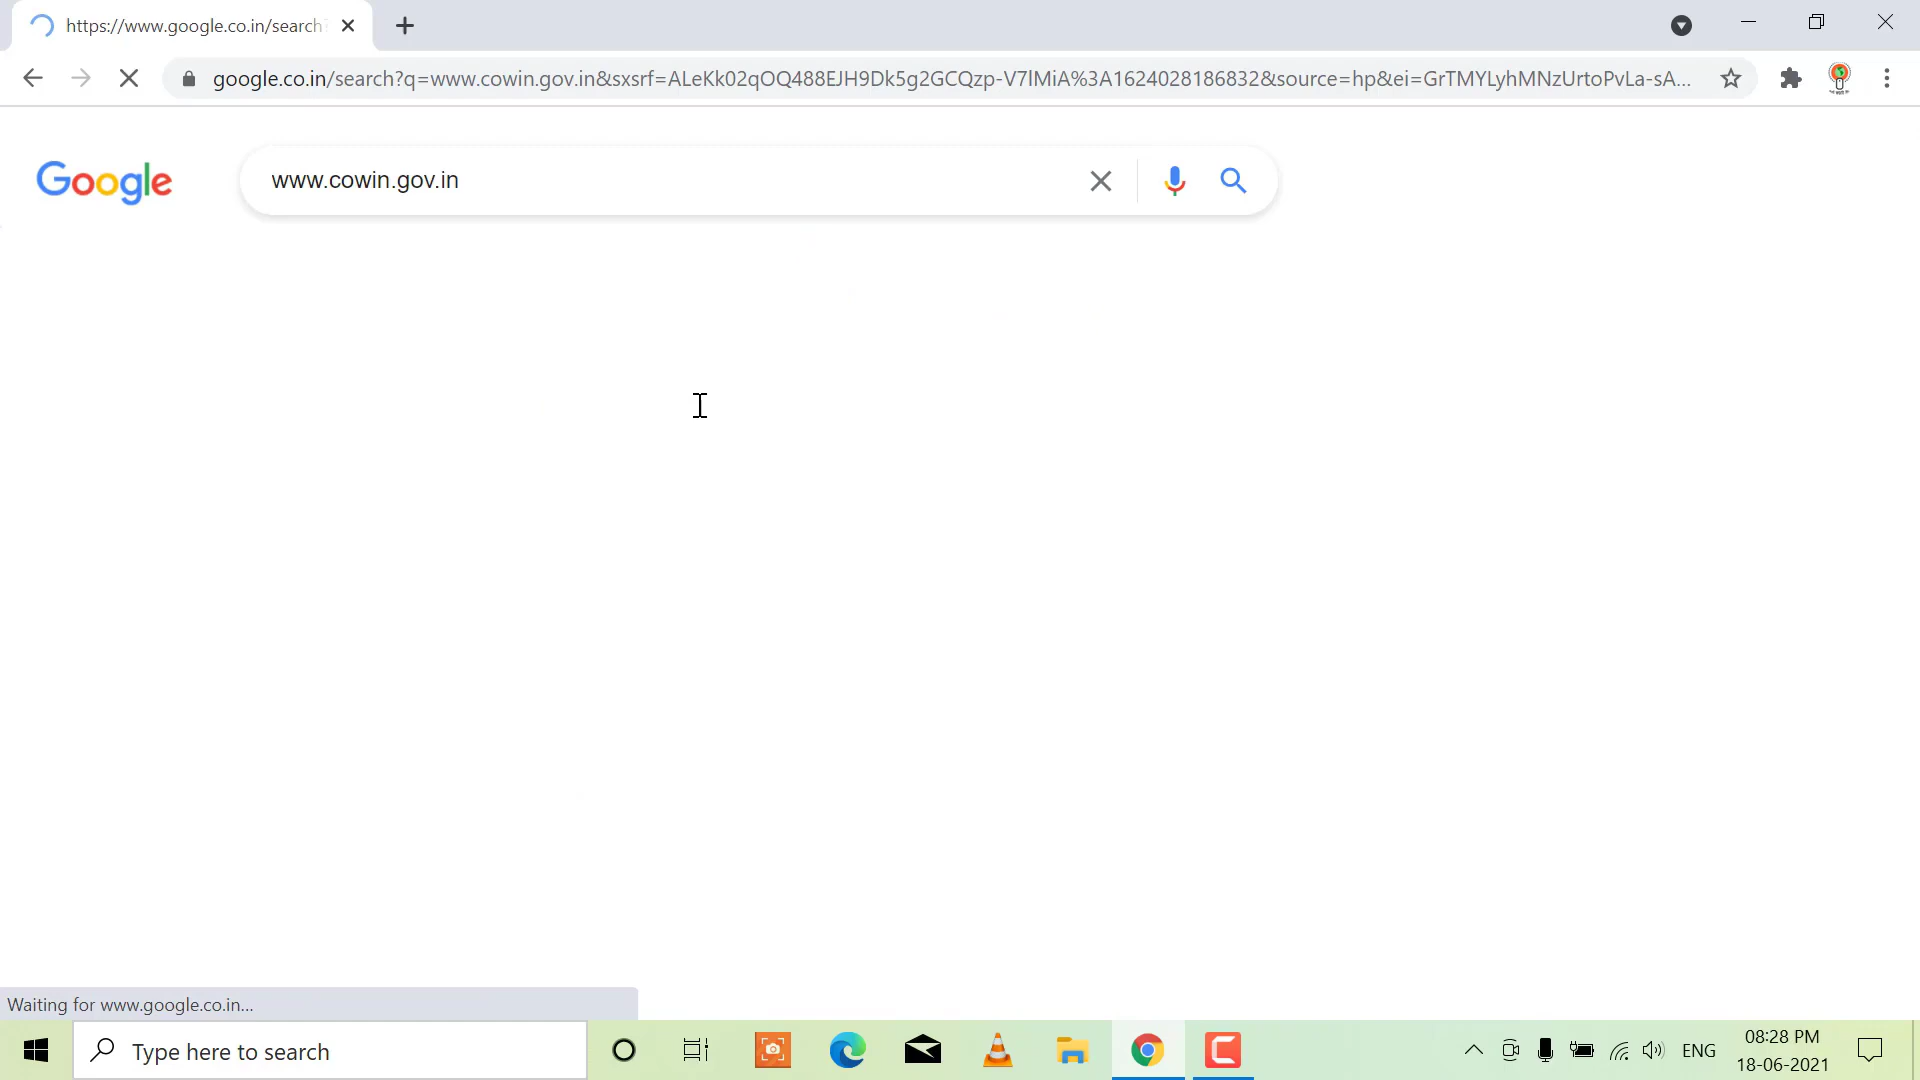 https://www.google.co.in/search
google.co.in/search?q=www.cowin.gov.in&sxsrf=ALeKk02qOQ488EJH9Dk5g2GCQzp-V7lMiA%3A1624028186832&source=hp&ei=GrTMYLyhMNzUrtoPvLa-sA...
Google
www.cowin.gov.in
Waiting for www.google.co.in...
Type here to search
ENG
08:28 PM
18-06-2021